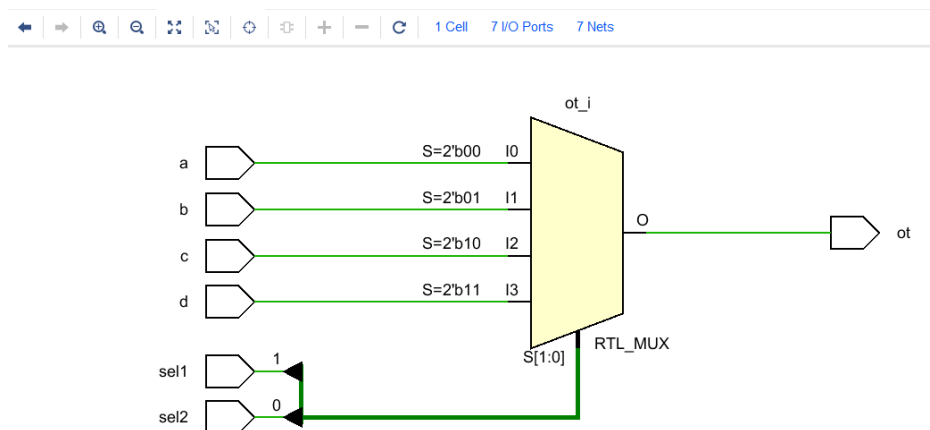 1 Cell 7 I/O Ports 7 Nets
ot_i
a S=2'b00 I0
b S=2'b01 I1
O
ot
c S=2'b10 I2
d S=2'b11 I3
RTL_MUX
S[1:0]
sel1 1
sel2 0